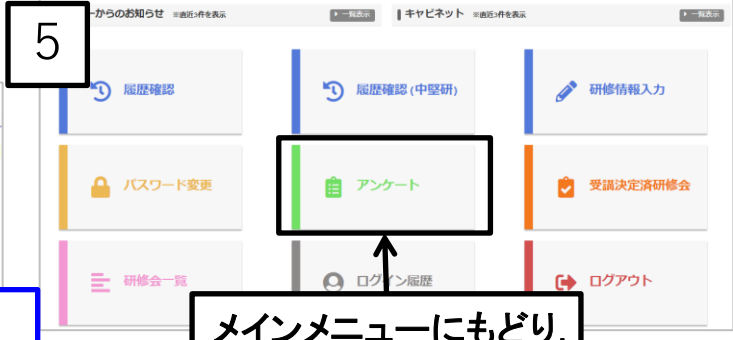 5
からのお知らせ ※直近3件を表示
一覧表示
キャビネット ※直近3件を表示
一覧表示
履歴確認
履歴確認(中堅研)
研修情報入力
パスワード変更
アンケート
受講決定済研修会
研修会一覧
ログイン履歴
ログアウト
メインメニューにもどり,